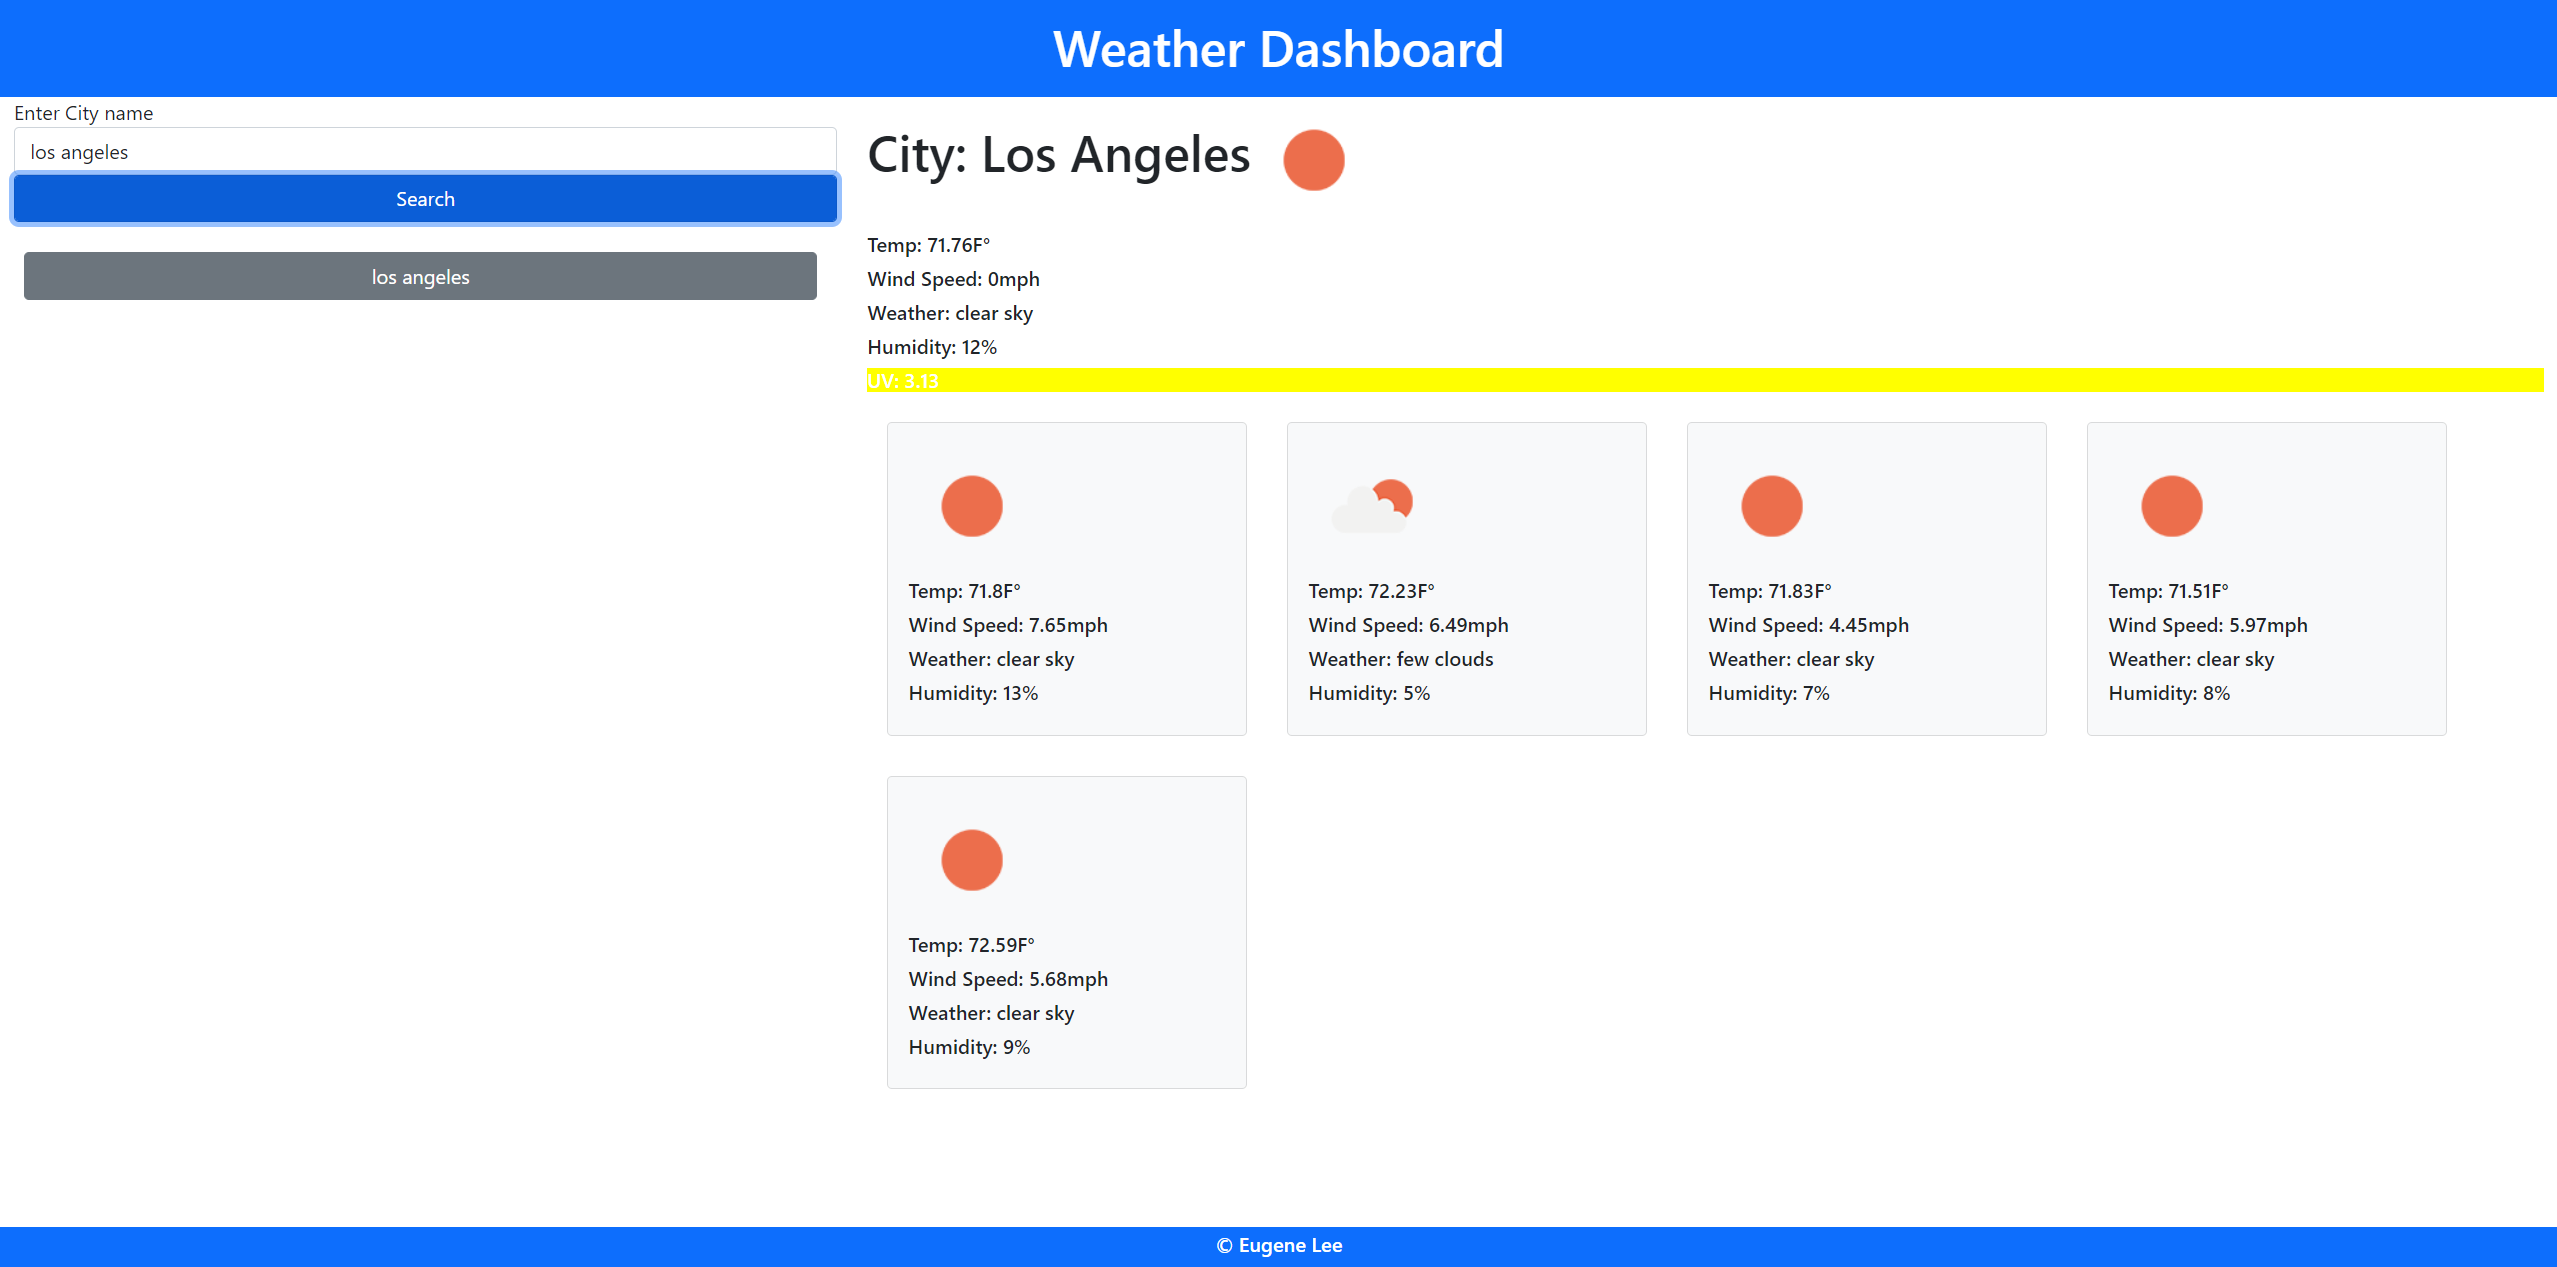 Weather Dashboard
Enter City name
los angeles
Search
los angeles
City: Los Angeles
Temp: 71.76F°
Wind Speed: 0mph
Weather: clear sky
Humidity: 12%
UV: 3.13
Temp: 71.8F°
Wind Speed: 7.65mph
Weather: clear sky
Humidity: 13%
Temp: 72.23F°
Wind Speed: 6.49mph
Weather: few clouds
Humidity: 5%
Temp: 71.83F°
Wind Speed: 4.45mph
Weather: clear sky
Humidity: 7%
Temp: 71.51F°
Wind Speed: 5.97mph
Weather: clear sky
Humidity: 8%
Temp: 72.59F°
Wind Speed: 5.68mph
Weather: clear sky
Humidity: 9%
© Eugene Lee